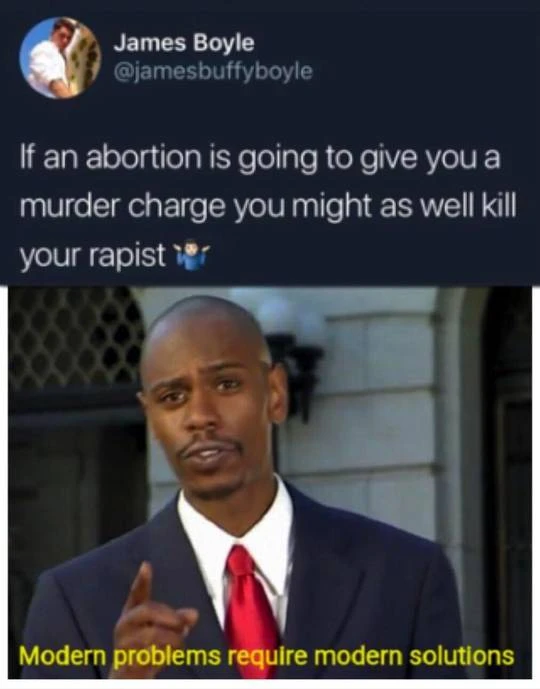 James Boyle
@jamesbuffyboyle
If an abortion is going to give you a
murder charge you might as well kill
your rapist 🤷🏻‍♂️
Modern problems require modern solutions